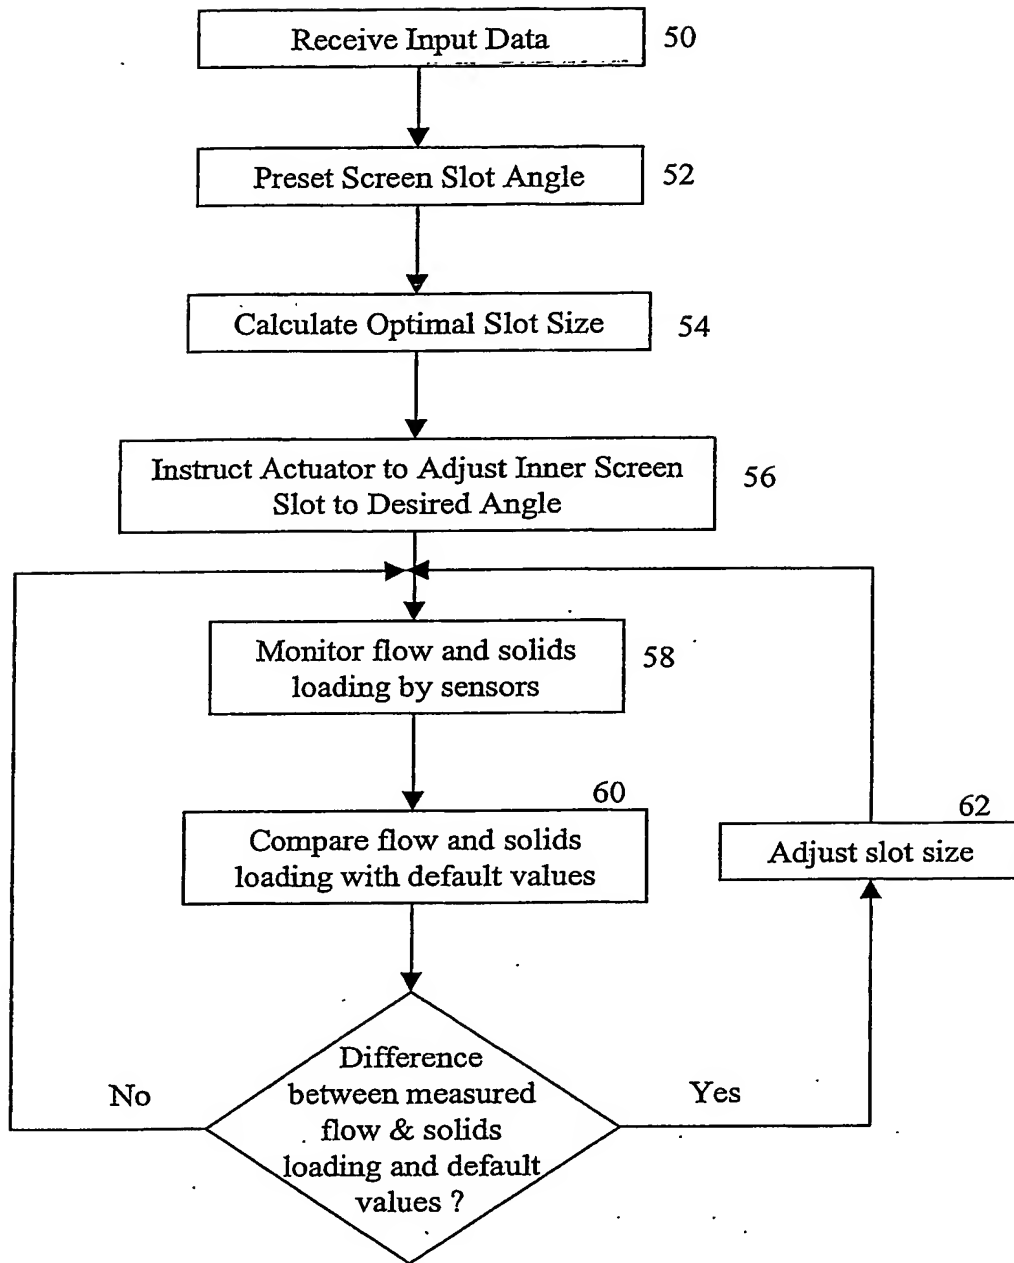 Receive Input Data
50
Preset Screen Slot Angle
52
Calculate Optimal Slot Size
54
Instruct Actuator to Adjust Inner Screen
Slot to Desired Angle
56
Monitor flow and solids
loading by sensors
58
60
Compare flow and solids
loading with default values
62
Adjust slot size
Difference
between measured
flow & solids
loading and default
values ?
No
Yes